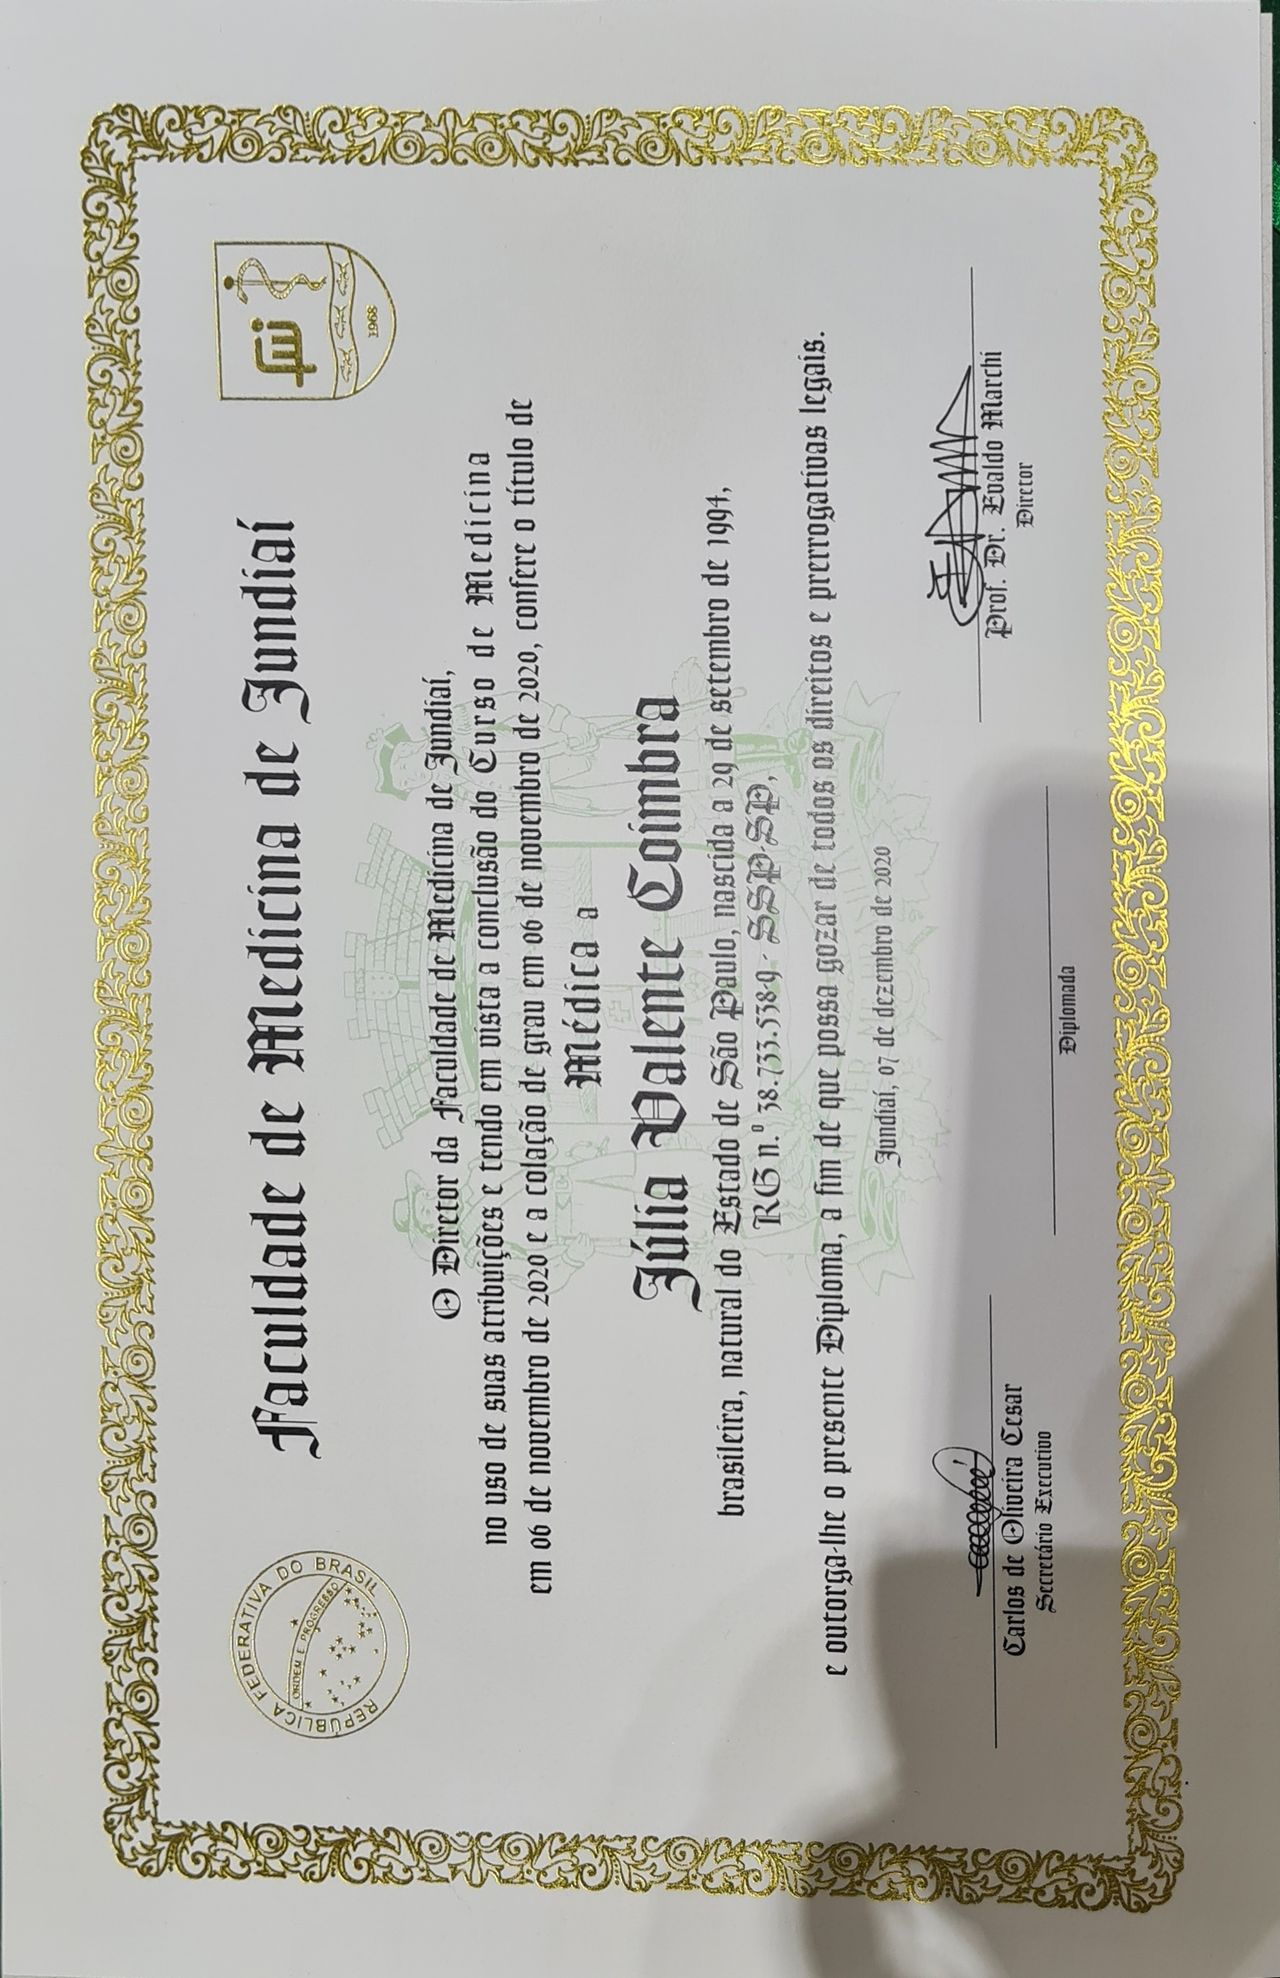 REPÚBLICA FEDERATIVA DO BRASIL
ORDEM E PROGRESSO
Faculdade de Medicina de Jundiaí
fmj
1968
O Diretor da Faculdade de Medicina de Jundiaí,
no uso de suas atribuições e tendo em vista a conclusão do Curso de Medicina
em 06 de novembro de 2020 e a colação de grau em 06 de novembro de 2020, confere o título de
Médica a
Júlia Valente Coimbra
brasileira, natural do Estado de São Paulo, nascida a 29 de setembro de 1994,
RG n.º 38.733.538-9 - SSP-SP,
e outorga-lhe o presente Diploma, a fim de que possa gozar de todos os direitos e prerrogativas legais.
Jundiaí, 07 de dezembro de 2020
Carlos de Oliveira Cesar
Secretário Executivo
Diplomada
Prof. Dr. Evaldo Marchi
Diretor